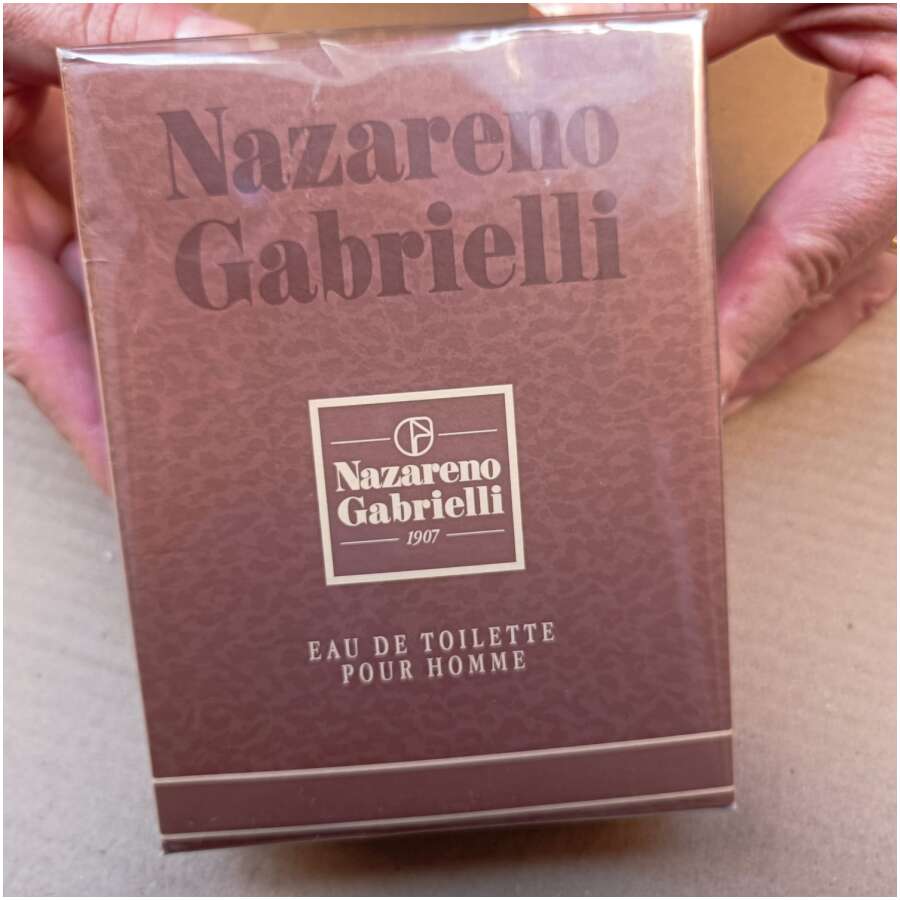 Nazareno
Gabrielli
Nazareno
Gabrielli
1907
EAU DE TOILETTE
POUR HOMME